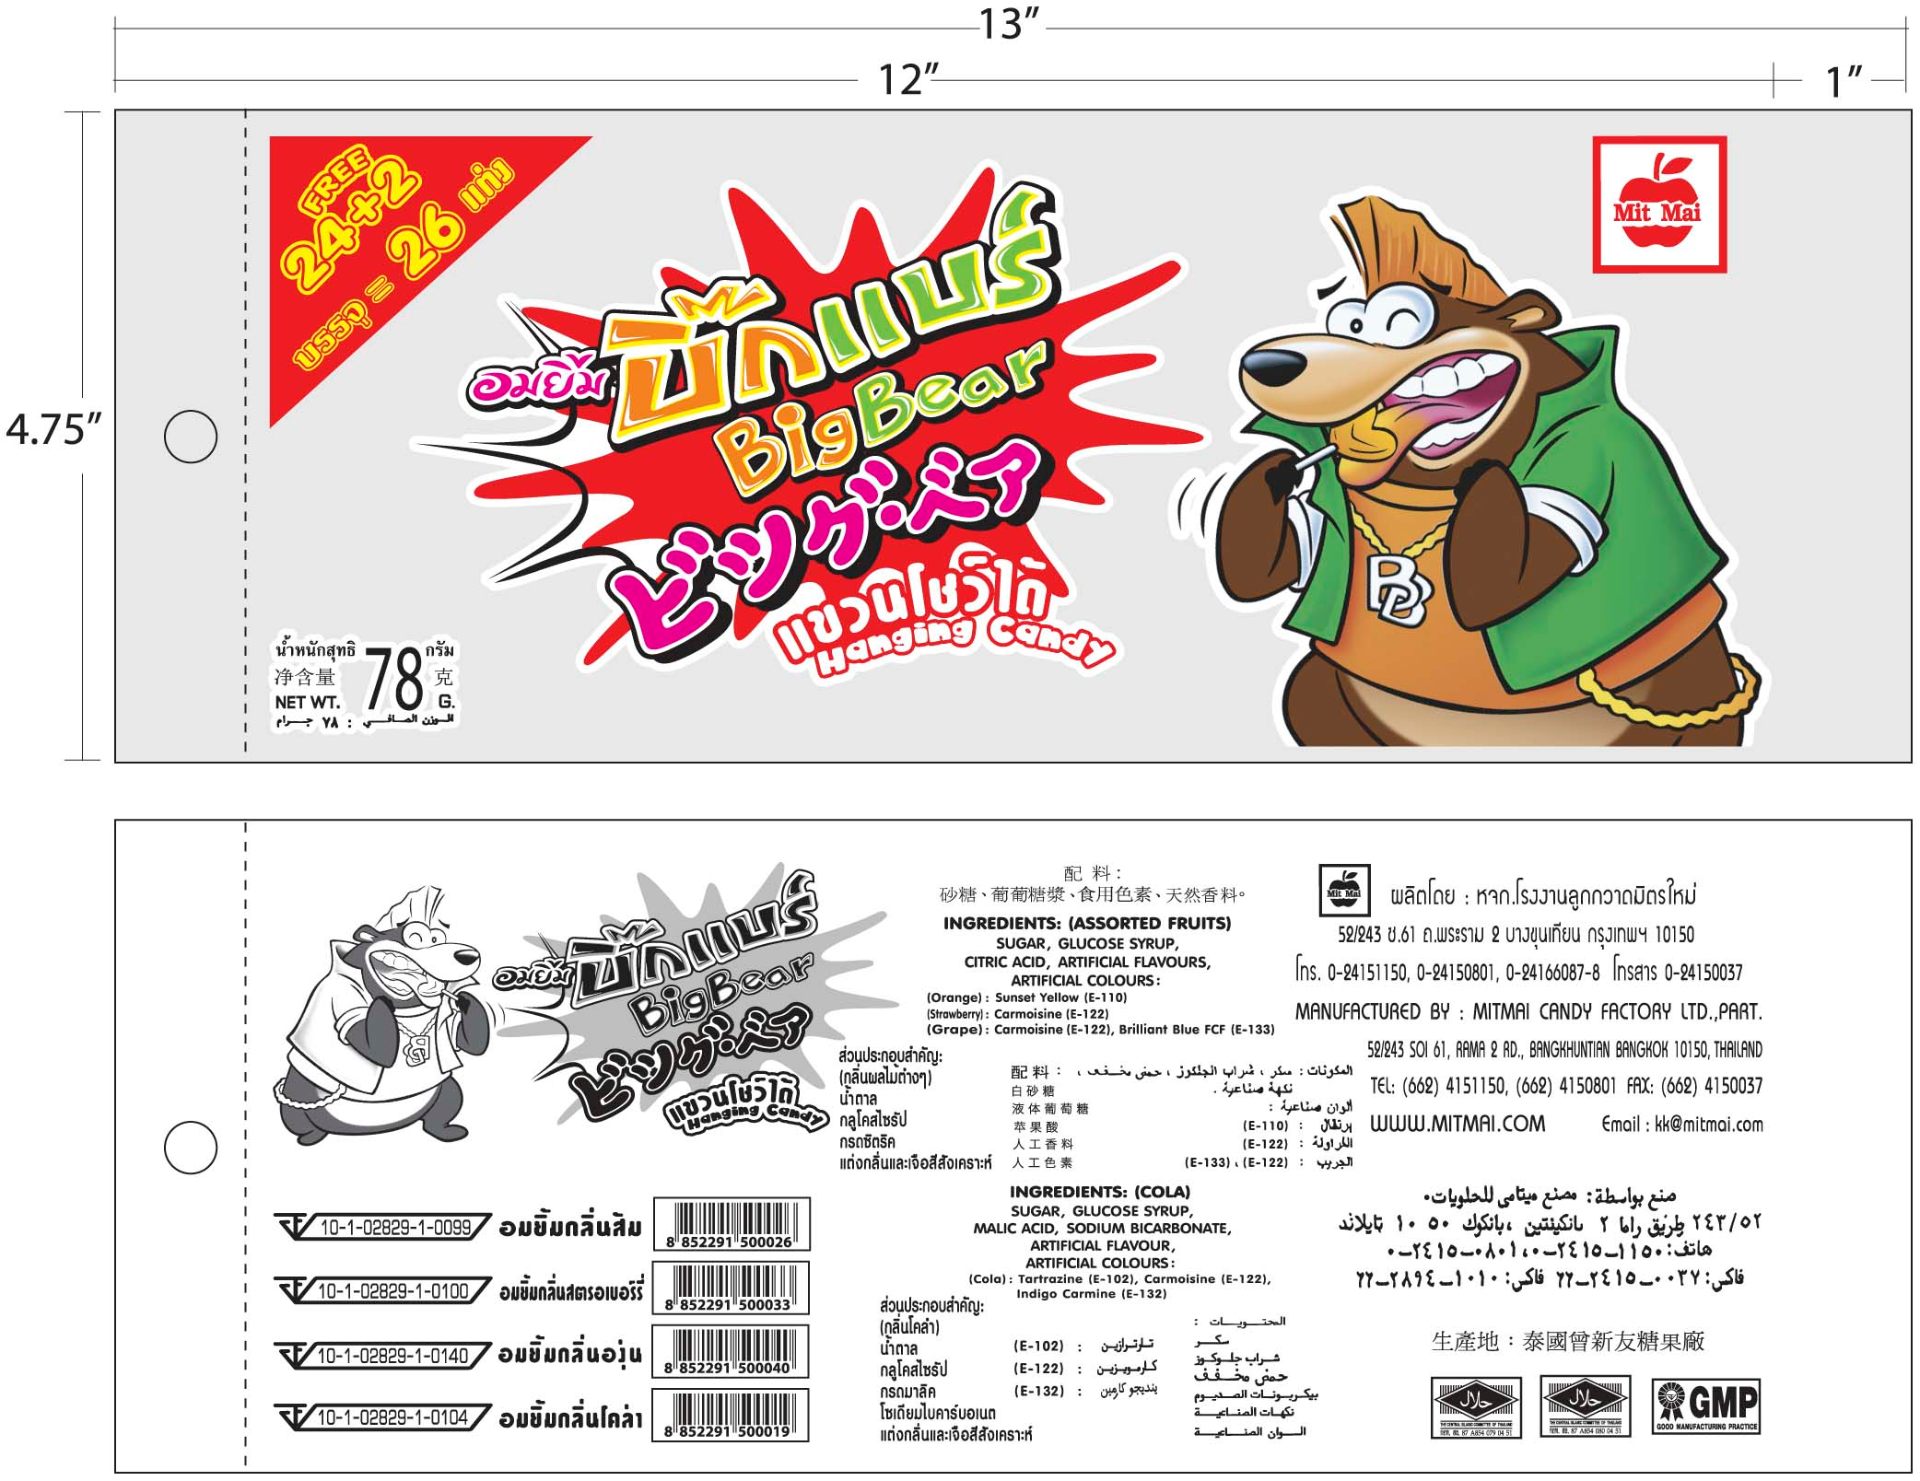 13”
12”
1”
4.75”
FREE
24+2
บรรจุ = 26 แท่ง
Mit Mai
อมยิ้ม
บิ๊กแบร์
BigBear
ビッグ・ベア
แขวนโชว์ได้
Hanging Candy
BB
น้ำหนักสุทธิ 78 กรัม
净含量 克
NET WT. G.
الوزن الصافي : ٧٨ جرام
อมยิ้ม
บิ๊กแบร์
BigBear
ビッグ・ベア
แขวนโชว์ได้
Hanging Candy
10-1-02829-1-0099 อมยิ้มกลิ่นส้ม 8 852291 500026
10-1-02829-1-0100 อมยิ้มกลิ่นสตรอเบอร์รี่ 8 852291 500033
10-1-02829-1-0140 อมยิ้มกลิ่นองุ่น 8 852291 500040
10-1-02829-1-0104 อมยิ้มกลิ่นโคล่า 8 852291 500019
配 料 :
砂糖、葡葡糖漿、食用色素、天然香料。
INGREDIENTS: (ASSORTED FRUITS)
SUGAR, GLUCOSE SYRUP,
CITRIC ACID, ARTIFICIAL FLAVOURS,
ARTIFICIAL COLOURS:
(Orange) : Sunset Yellow (E-110)
(Strawberry) : Carmoisine (E-122)
(Grape) : Carmoisine (E-122), Brilliant Blue FCF (E-133)
ส่วนประกอบสำคัญ:
(กลิ่นผลไม้ต่างๆ)
น้ำตาล
กลูโคสไซรัป
กรดซิตริค
แต่งกลิ่นและเจือสีสังเคราะห์
配 料 :
白砂糖
液体葡萄糖
苹果酸
人工香料
人工色素
المكونات : سكر ، شراب الجلكوز ، حمض مخفف ،
نكهة صناعية .
ألوان صناعية :
برتقال : (E-110)
الفراولة : (E-122)
الجريب : (E-122) ، (E-133)
INGREDIENTS: (COLA)
SUGAR, GLUCOSE SYRUP,
MALIC ACID, SODIUM BICARBONATE,
ARTIFICIAL FLAVOUR,
ARTIFICIAL COLOURS:
(Cola) : Tartrazine (E-102), Carmoisine (E-122),
Indigo Carmine (E-132)
ส่วนประกอบสำคัญ:
(กลิ่นโคล่า)
น้ำตาล
กลูโคสไซรัป
กรดมาลิค
โซเดียมไบคาร์บอเนต
แต่งกลิ่นและเจือสีสังเคราะห์
المحتويات :
سكر
شراب جلوكوز
حمض مخفف
بيكربونات الصديوم
نكهات الصناعية
الوان الصناعية
تارترازين : (E-102)
كارمويزين : (E-122)
ينديجو كارمين : (E-132)
Mit Mai
ผลิตโดย : หจก.โรงงานลูกกวาดมิตรใหม่
52/243 ซ.61 ถ.พระราม 2 บางขุนเทียน กรุงเทพฯ 10150
โทร. 0-24151150, 0-24150801, 0-24166087-8 โทรสาร 0-24150037
MANUFACTURED BY : MITMAI CANDY FACTORY LTD.,PART.
52/243 SOI 61, RAMA 2 RD., BANGKHUNTIAN BANGKOK 10150, THAILAND
TEL: (662) 4151150, (662) 4150801 FAX: (662) 4150037
WWW.MITMAI.COM Email : kk@mitmai.com
صنع بواسطة: مصنع ميتامى للحلويات.
٢٤٣/٥٢ طريق راما ٢ بانكينتين ،بانكوك ٥٠ ١٠ تايلاند
هاتف: ١١٥٠–٢٤١٥–٠،٠٨٠١–٢٤١٥–٠
فاكس: ٠٠٣٧–٢٤١٥–٦٦ فاكس: ١٠١٠–٢٨٩٤–٦٦
生產地：泰國曾新友糖果廠
حلال
THE CENTRAL ISLAMIC COMMITTEE OF THAILAND
حلال
THE CENTRAL ISLAMIC COMMITTEE OF THAILAND
GMP
GOOD MANUFACTURING PRACTICE